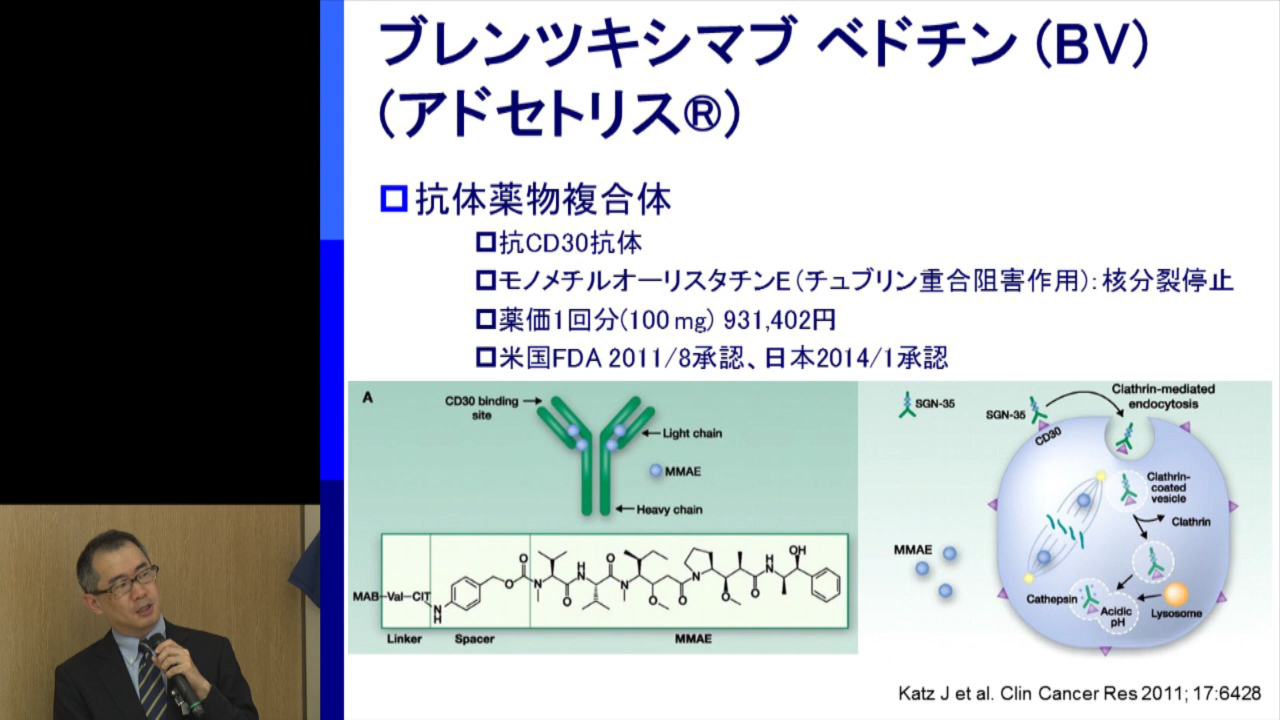 ブレンツキシマブ ベドチン (BV)
(アドセトリス®)
抗体薬物複合体
抗CD30抗体
モノメチルオーリスタチンE(チュブリン重合阻害作用):核分裂停止
薬価1回分(100mg) 931,402円
米国FDA 2011/8承認、日本2014/1承認
A
CD30 binding
site
Light chain
MMAE
Heavy chain
MAB-Val-CIT
N
H
O
O
N
O
H
N
O
N
O
O
N
O
O
O
H
N
OH
Linker
Spacer
MMAE
SGN-35
SGN-35
CD30
Clathrin-mediated
endocytosis
Clathrin-
coated
vesicle
Clathrin
MMAE
Cathepsin
Acidic
pH
Lysosome
Katz J et al. Clin Cancer Res 2011; 17:6428